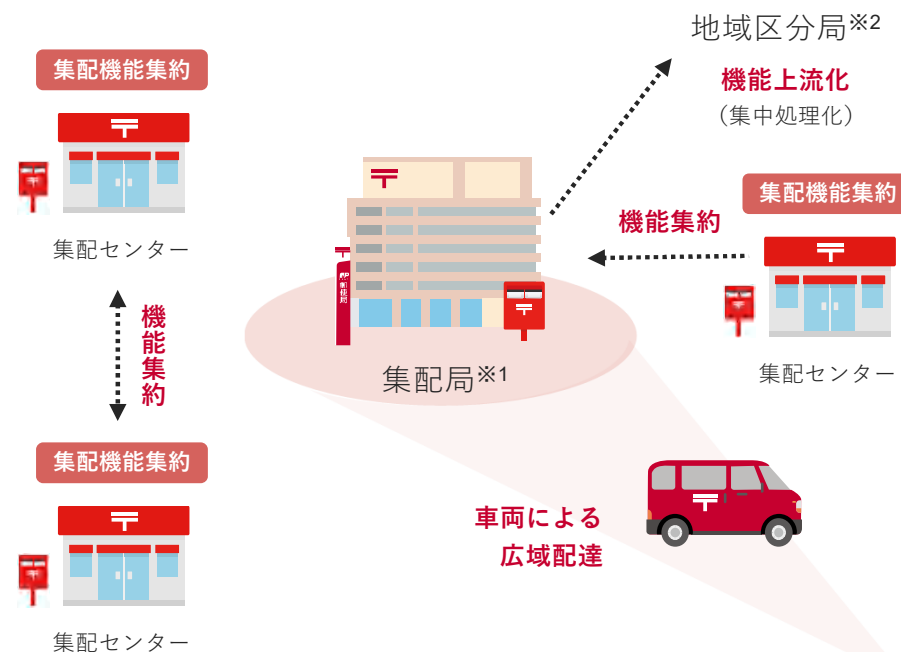 地域区分局※2
機能上流化
（集中処理化）
集配機能集約
集配センター
機能集約
集配機能集約
集配センター
集配機能集約
機能集約
集配センター
郵便局
集配局※1
車両による
広域配達